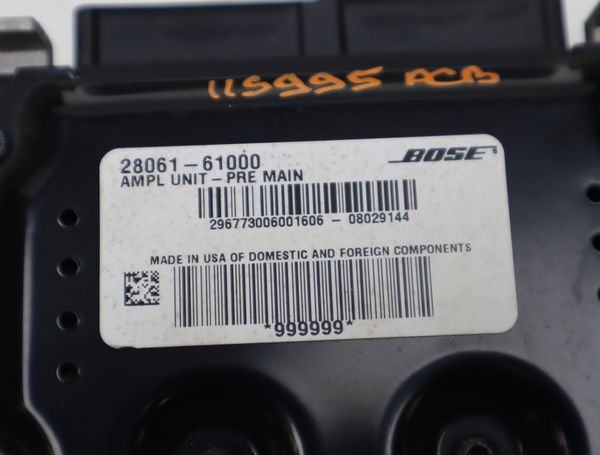 115995 ACB
28061-61000 BOSE
AMPL UNIT - PRE MAIN
296773006001606 - 08029144
MADE IN USA OF DOMESTIC AND FOREIGN COMPONENTS
*999999*